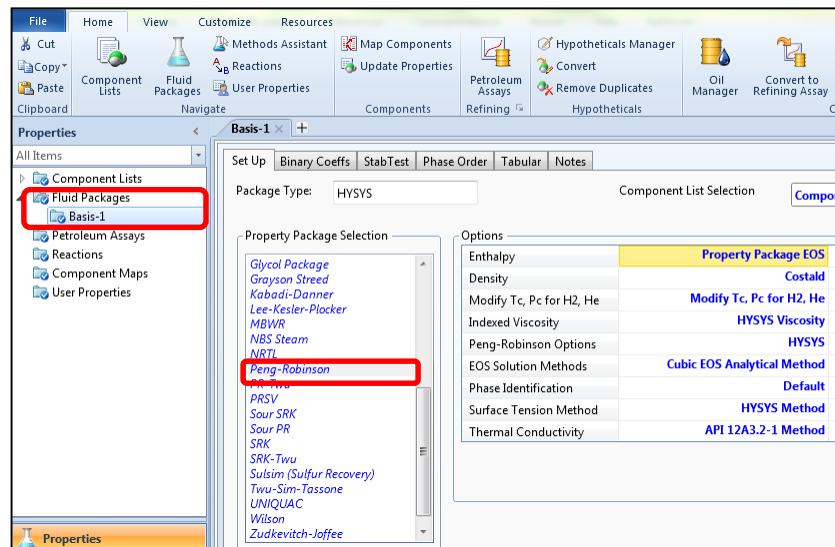 File Home View Customize Resources
Cut
Copy
Paste
Clipboard
Component Lists
Fluid Packages
Methods Assistant
Reactions
User Properties
Navigate
Map Components
Update Properties
Components
Petroleum Assays
Refining
Hypotheticals Manager
Convert
Remove Duplicates
Hypotheticals
Oil Manager
Convert to Refining Assay
Properties
All Items
Component Lists
Fluid Packages
Basis-1
Petroleum Assays
Reactions
Component Maps
User Properties
Properties
Basis-1
Set Up Binary Coeffs StabTest Phase Order Tabular Notes
Package Type: HYSYS Component List Selection Compo
Property Package Selection
Glycol Package
Grayson Streed
Kabadi-Danner
Lee-Kesler-Plocker
MBWR
NBS Steam
NRTL
Peng-Robinson
PR-Twu
PRSV
Sour SRK
Sour PR
SRK
SRK-Twu
Sulsim (Sulfur Recovery)
Twu-Sim-Tassone
UNIQUAC
Wilson
Zudkevitch-Joffee
Options
Enthalpy Property Package EOS
Density Costald
Modify Tc, Pc for H2, He Modify Tc, Pc for H2, He
Indexed Viscosity HYSYS Viscosity
Peng-Robinson Options HYSYS
EOS Solution Methods Cubic EOS Analytical Method
Phase Identification Default
Surface Tension Method HYSYS Method
Thermal Conductivity API 12A3.2-1 Method